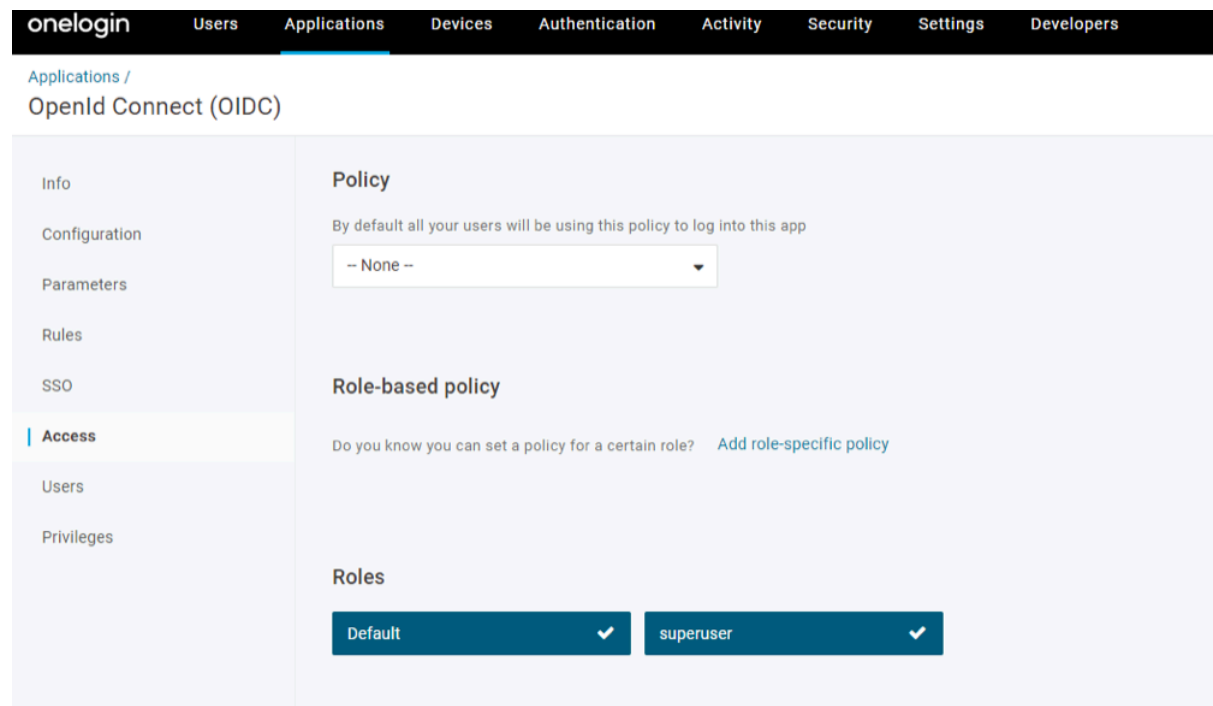 onelogin Users Applications Devices Authentication Activity Security Settings Developers
Applications /
OpenId Connect (OIDC)
Info
Configuration
Parameters
Rules
SSO
Access
Users
Privileges
Policy
By default all your users will be using this policy to log into this app
-- None --
Role-based policy
Do you know you can set a policy for a certain role? Add role-specific policy
Roles
Default superuser